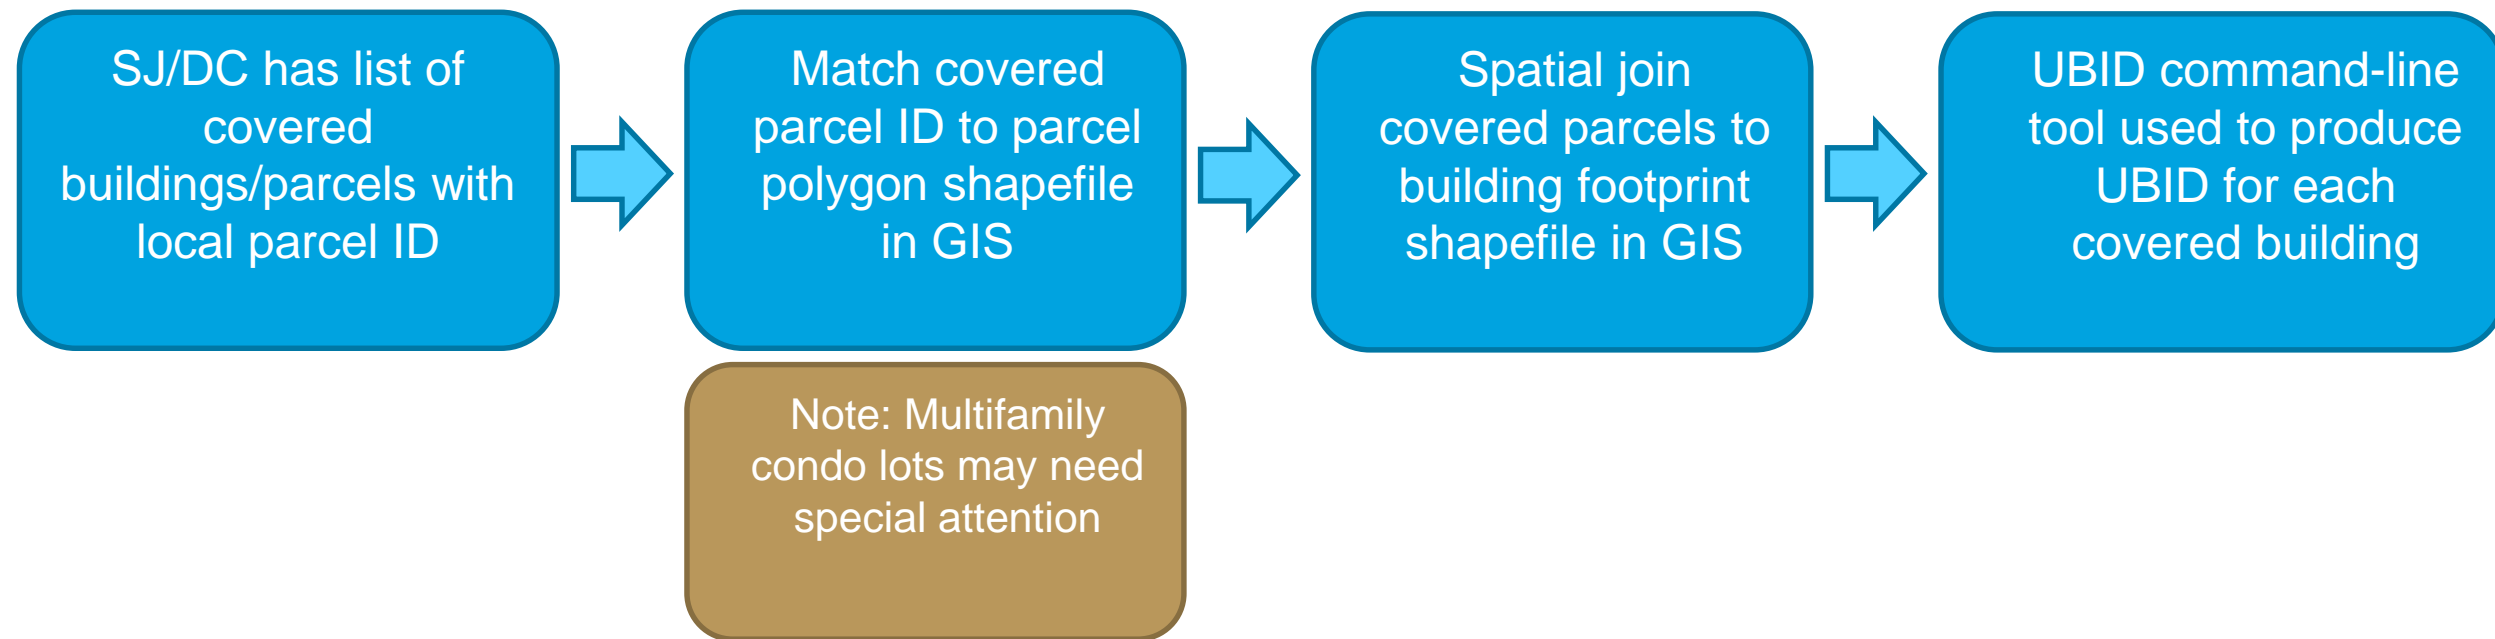 SJ/DC has list of
covered
buildings/parcels with
local parcel ID
Match covered
parcel ID to parcel
polygon shapefile
in GIS
Note: Multifamily
condo lots may need
special attention
Spatial join
covered parcels to
building footprint
shapefile in GIS
UBID command-line
tool used to produce
UBID for each
covered building